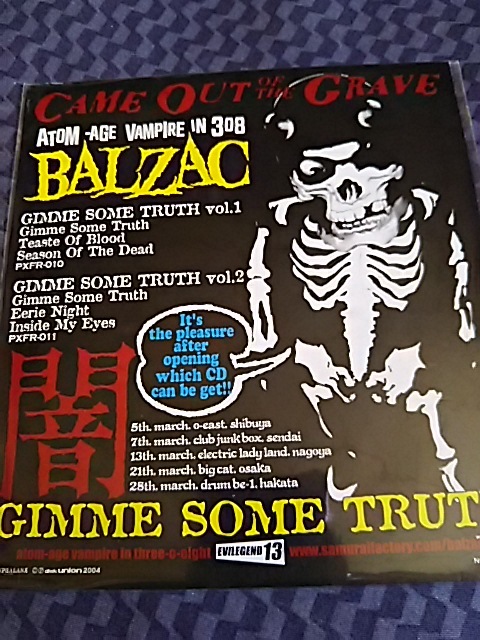 CAME OUT OF THE GRAVE
ATOM-AGE VAMPIRE IN 308
BALZAC
GIMME SOME TRUTH vol.1
Gimme Some Truth
Teaste Of Blood
Season Of The Dead
PXFR-010
GIMME SOME TRUTH vol.2
Gimme Some Truth
Eerie Night
Inside My Eyes
PXFR-011
It's
the pleasure
after
opening
which CD
can be get!!
闇
5th. march. o-east. shibuya
7th. march. club junk box. sendai
13th. march. electric lady land. nagoya
21th. march. big cat. osaka
28th. march. drum be-1. hakata
GIMME SOME TRUT
atom-age vampire in three-o-eight
EVILEGEND 13
www.samuraifactory.com/balz
©℗ disk union 2004